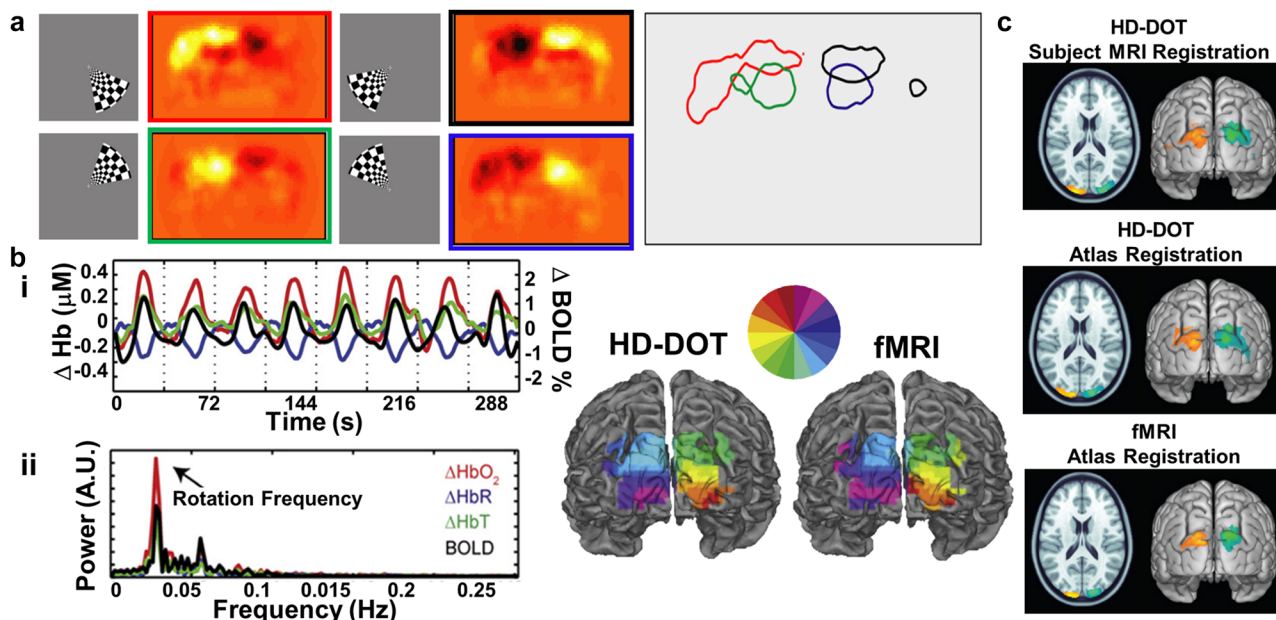 a
b
i
Δ Hb (μM)
0.4
0.2
0
-0.2
-0.4
2
1
0
-1
-2
Δ BOLD %
0 72 144 216 288
Time (s)
ii
Power (A.U.)
Rotation Frequency
ΔHbO2
ΔHbR
ΔHbT
BOLD
0 0.05 0.1 0.015 0.2 0.25
Frequency (Hz)
HD-DOT
fMRI
c
HD-DOT
Subject MRI Registration
HD-DOT
Atlas Registration
fMRI
Atlas Registration